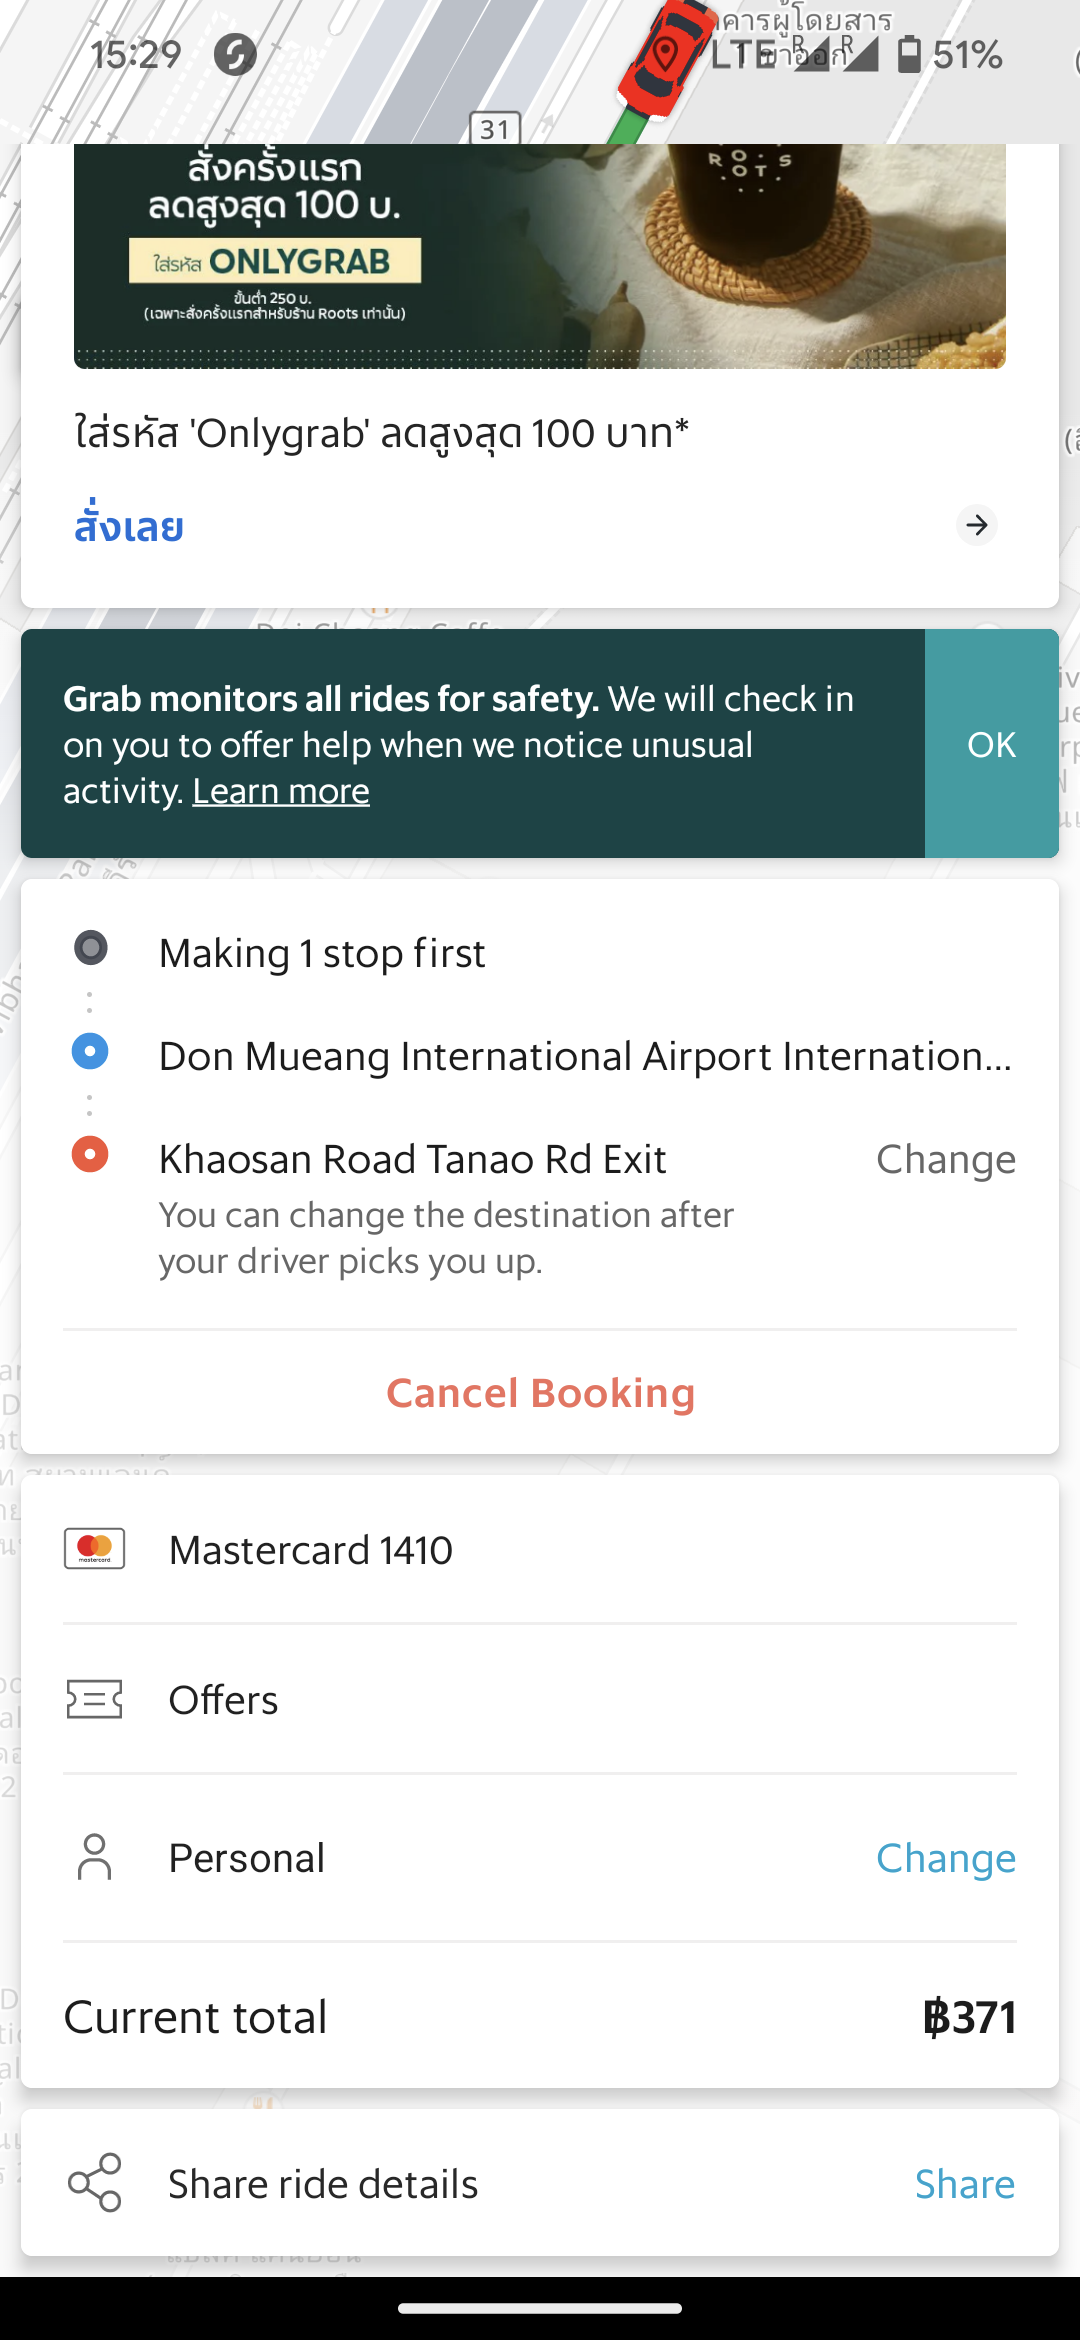 15:29
LTE
R
R
51%
31
สั่งครั้งแรก
ลดสูงสุด 100 บ.
ใส่รหัส ONLYGRAB
ขั้นต่ำ 250 บ.
(เฉพาะสั่งครั้งแรกสำหรับร้าน Roots เท่านั้น)
RO
OTS
ใส่รหัส 'Onlygrab' ลดสูงสุด 100 บาท*
สั่งเลย
Grab monitors all rides for safety. We will check in
on you to offer help when we notice unusual
activity. Learn more
OK
Making 1 stop first
Don Mueang International Airport Internation...
Khaosan Road Tanao Rd Exit
Change
You can change the destination after
your driver picks you up.
Cancel Booking
mastercard
Mastercard 1410
Offers
Personal
Change
Current total
฿371
Share ride details
Share